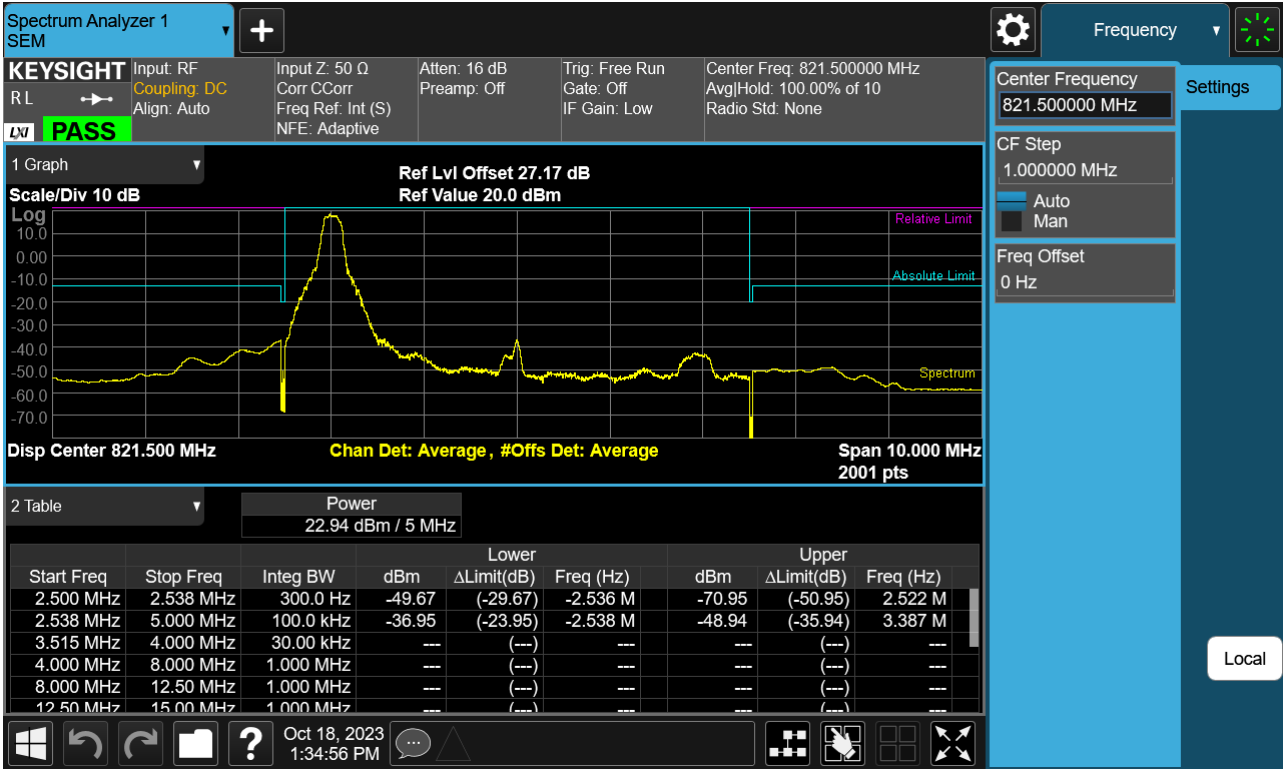 Spectrum Analyzer 1
SEM
Frequency
KEYSIGHT
R L
LXI
PASS
Input: RF
Coupling: DC
Align: Auto
Input Z: 50 Ω
Corr CCorr
Freq Ref: Int (S)
NFE: Adaptive
Atten: 16 dB
Preamp: Off
Trig: Free Run
Gate: Off
IF Gain: Low
Center Freq: 821.500000 MHz
Avg|Hold: 100.00% of 10
Radio Std: None
Center Frequency
821.500000 MHz
Settings
CF Step
1.000000 MHz
Auto
Man
Freq Offset
0 Hz
1 Graph
Scale/Div 10 dB
Ref Lvl Offset 27.17 dB
Ref Value 20.0 dBm
Log
10.0
0.00
-10.0
-20.0
-30.0
-40.0
-50.0
-60.0
-70.0
Relative Limit
Absolute Limit
Spectrum
Disp Center 821.500 MHz
Chan Det: Average , #Offs Det: Average
Span 10.000 MHz
2001 pts
2 Table
Power
22.94 dBm / 5 MHz
Lower Upper
Start Freq Stop Freq Integ BW dBm ΔLimit(dB) Freq (Hz) dBm ΔLimit(dB) Freq (Hz)
2.500 MHz 2.538 MHz 300.0 Hz -49.67 (-29.67) -2.536 M -70.95 (-50.95) 2.522 M
2.538 MHz 5.000 MHz 100.0 kHz -36.95 (-23.95) -2.538 M -48.94 (-35.94) 3.387 M
3.515 MHz 4.000 MHz 30.00 kHz --- (---) --- --- (---) ---
4.000 MHz 8.000 MHz 1.000 MHz --- (---) --- --- (---) ---
8.000 MHz 12.50 MHz 1.000 MHz --- (---) --- --- (---) ---
12.50 MHz 15.00 MHz 1.000 MHz --- (---) --- --- (---) ---
Local
Oct 18, 2023
1:34:56 PM